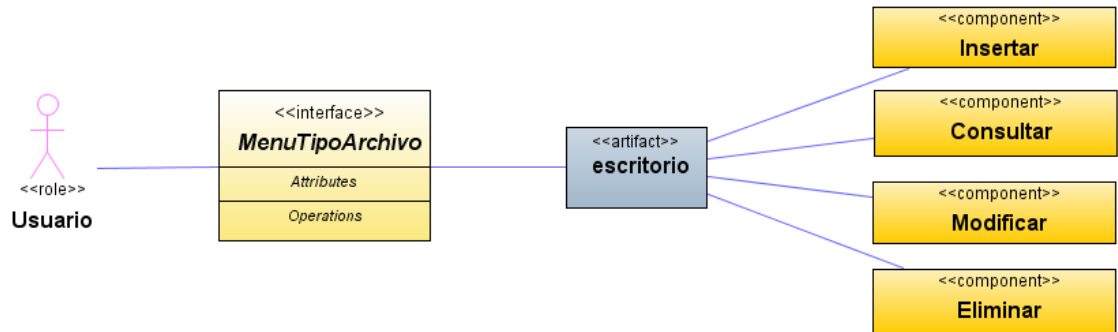 <<role>>
Usuario
<<interface>>
MenuTipoArchivo
Attributes
Operations
<<artifact>>
escritorio
<<component>>
Insertar
<<component>>
Consultar
<<component>>
Modificar
<<component>>
Eliminar